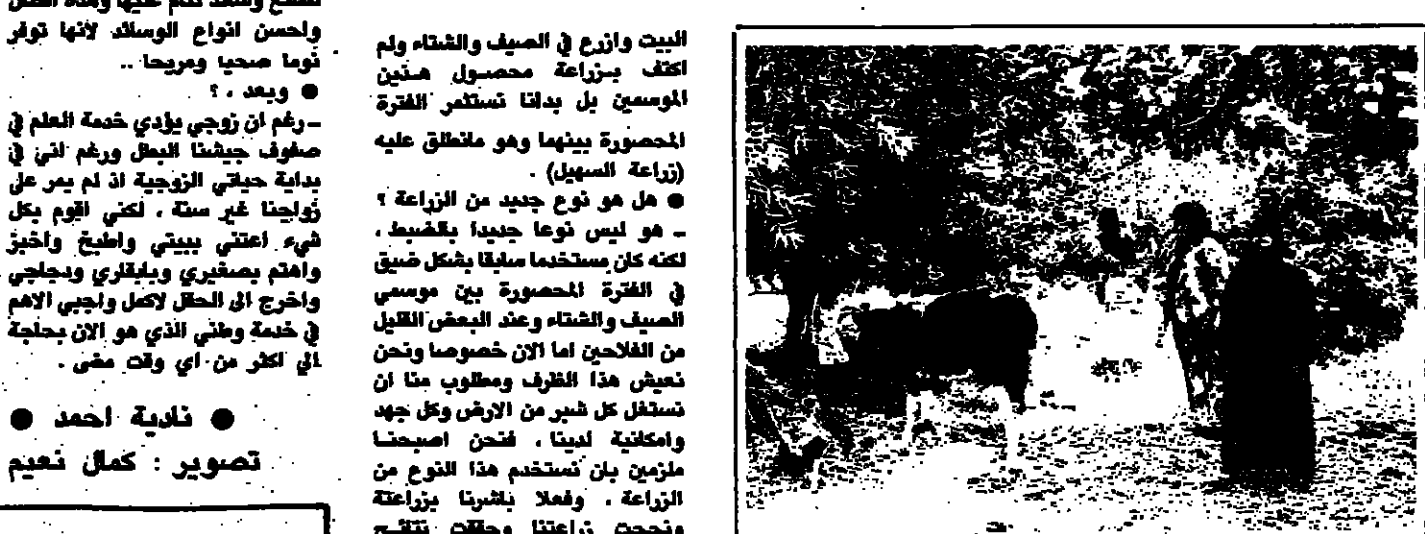 البيت وازرع في الصيف والشتاء ولم
اكتف بزراعة محصول هذين
الموسمين بل بداتا نستثمر الفترة
المحصورة بينهما وهو مانطلق عليه
(زراعة السهيل) .
● هل هو نوع جديد من الزراعة ؟
ـ هو ليس نوعا جديدا بالضبط ،
لكنه كان مستخدما سابقا بشكل ضيق
في الفترة المحصورة بين موسمي
الصيف والشتاء وعند البعض القليل
من الفلاحين اما الان خصوصا ونحن
نعيش هذا الظرف ومطلوب منا ان
نستغل كل شبر من الارض وكل جهد
وامكانية لدينا ، فنحن اصبحنا
ملزمين بان نستخدم هذا النوع من
الزراعة . وفعلا باشرنا بزراعتة
ونجحت زراعتنا وحققت نتائج
واحسن انواع الوسائد لانها توفر
نوما صحيا ومريحا ..
● وبعد ، ؟
ـ رغم ان زوجي يؤدي خدمة العلم في
صفوف جيشنا البطل ورغم انني في
بداية حياتي الزوجية اذ لم يمر على
زواجنا غير سنة ، لكني اقوم بكل
شيء اعتني ببيتي واطبخ واخبز
واهتم بصغيري وبابقاري ودجاجي
واخرج الى الحقل لاكمل واجبي الاهم
في خدمة وطني الذي هو الان بحاجة
الي اكثر من اي وقت مضى .
● نادية احمد ●
تصوير : كمال نعيم